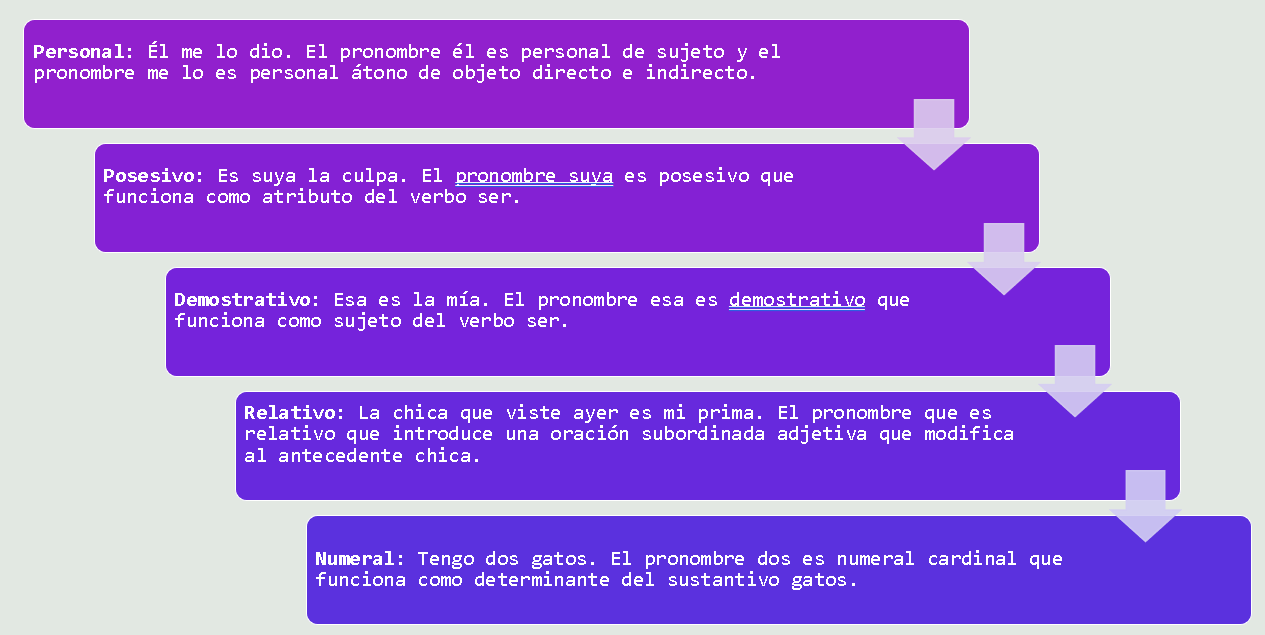 Personal: Él me lo dio. El pronombre él es personal de sujeto y el
pronombre me lo es personal átono de objeto directo e indirecto.
Posesivo: Es suya la culpa. El pronombre suya es posesivo que
funciona como atributo del verbo ser.
Demostrativo: Esa es la mía. El pronombre esa es demostrativo que
funciona como sujeto del verbo ser.
Relativo: La chica que viste ayer es mi prima. El pronombre que es
relativo que introduce una oración subordinada adjetiva que modifica
al antecedente chica.
Numeral: Tengo dos gatos. El pronombre dos es numeral cardinal que
funciona como determinante del sustantivo gatos.